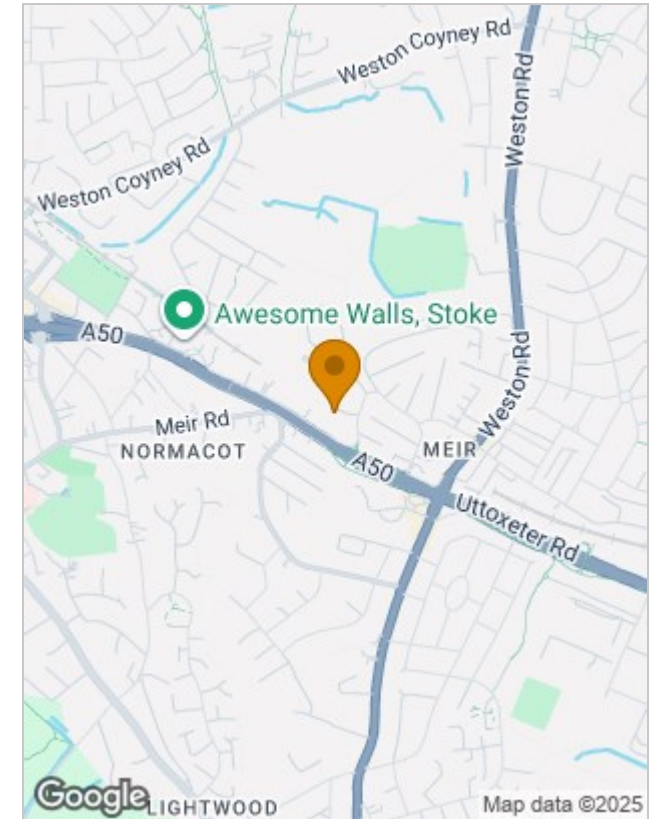 Weston Coyney Rd
Weston Rd
Weston Coyney Rd
Awesome Walls, Stoke
A50
Weston Rd
Meir Rd
NORMACOT
MEIR
A50
Uttoxeter Rd
Google
LIGHTWOOD
Map data ©2025